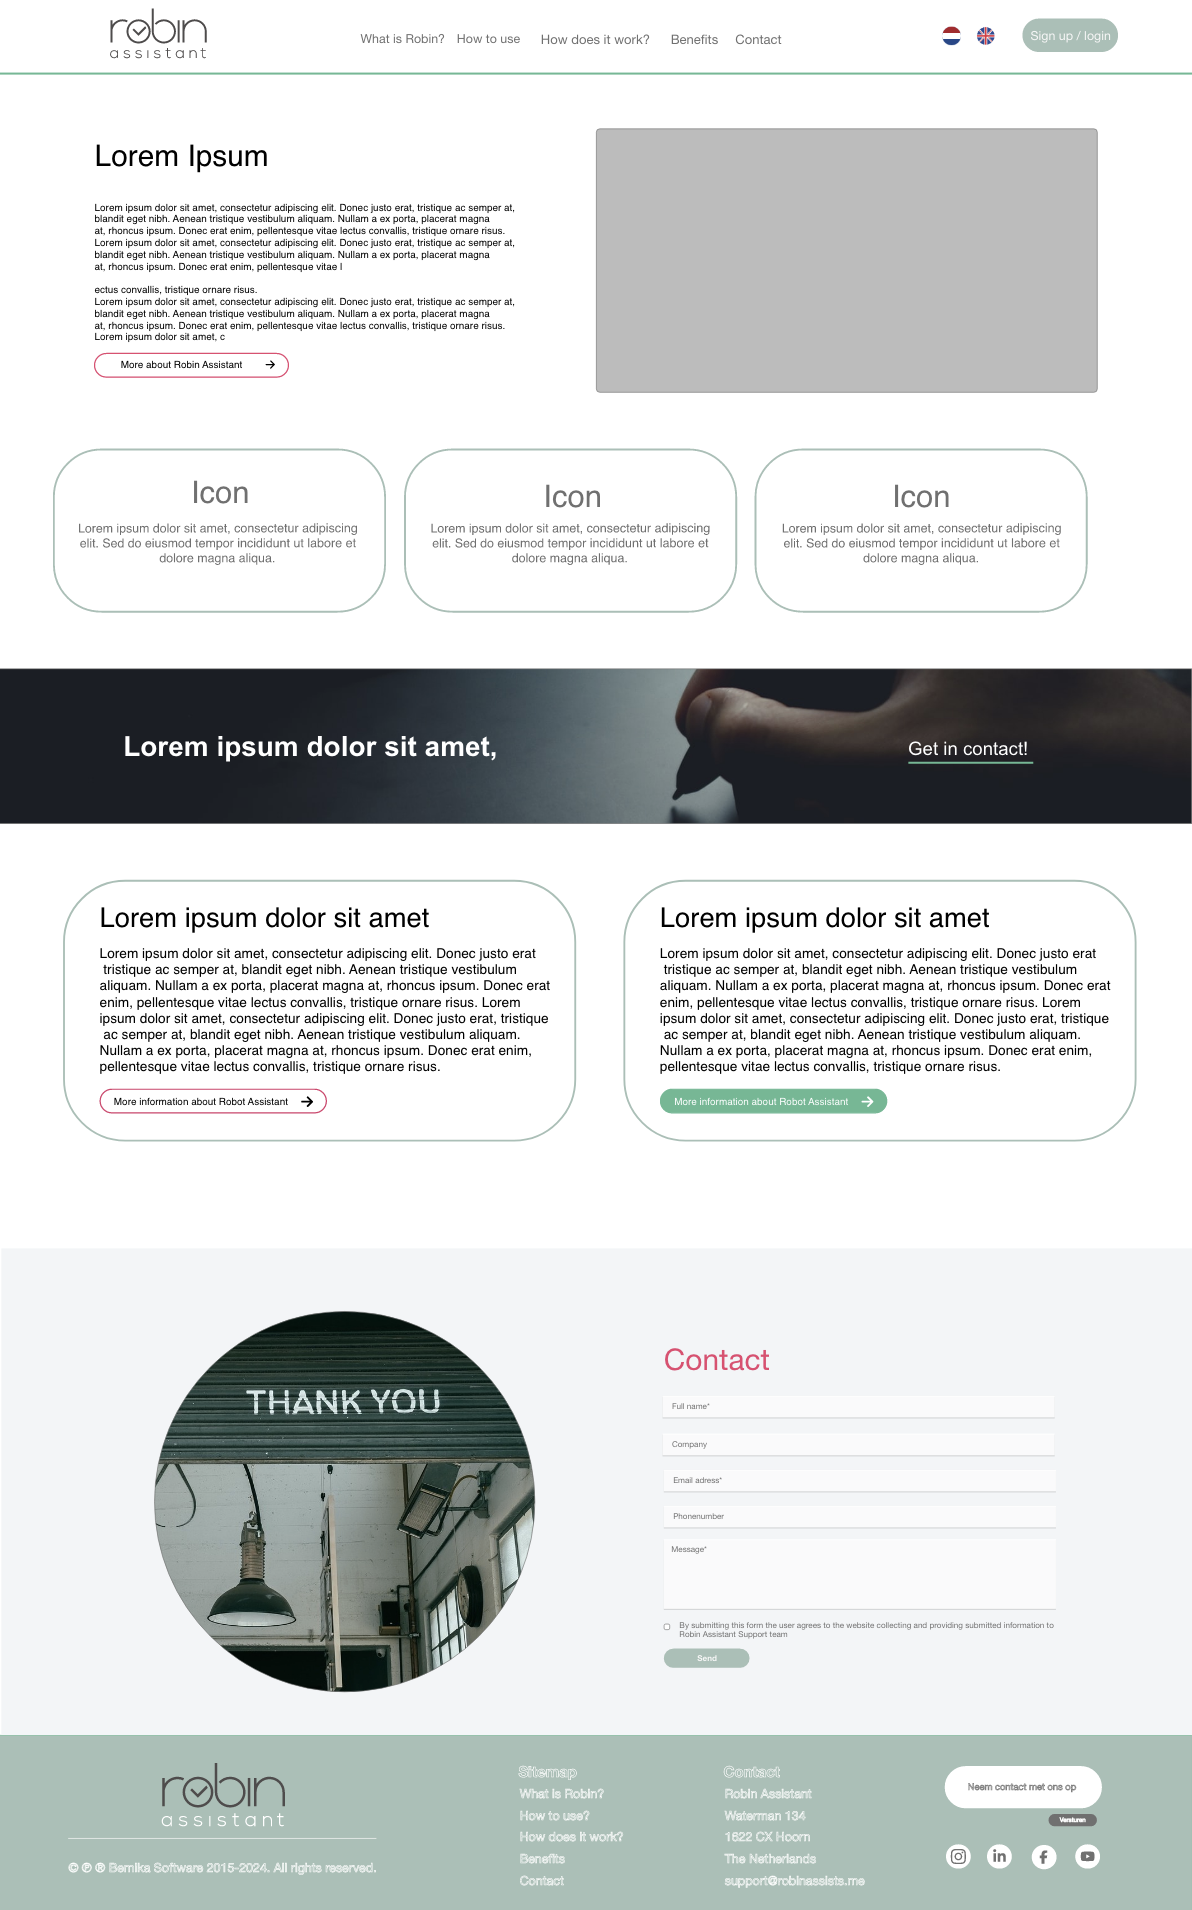 robin
assistant
What is Robin? How to use How does it work? Benefits Contact
Sign up / login
Lorem Ipsum
Lorem ipsum dolor sit amet, consectetur adipiscing elit. Donec justo erat, tristique ac semper at,
blandit eget nibh. Aenean tristique vestibulum aliquam. Nullam a ex porta, placerat magna
at, rhoncus ipsum. Donec erat enim, pellentesque vitae lectus convallis, tristique ornare risus.
Lorem ipsum dolor sit amet, consectetur adipiscing elit. Donec justo erat, tristique ac semper at,
blandit eget nibh. Aenean tristique vestibulum aliquam. Nullam a ex porta, placerat magna
at, rhoncus ipsum. Donec erat enim, pellentesque vitae l
ectus convallis, tristique ornare risus.
Lorem ipsum dolor sit amet, consectetur adipiscing elit. Donec justo erat, tristique ac semper at,
blandit eget nibh. Aenean tristique vestibulum aliquam. Nullam a ex porta, placerat magna
at, rhoncus ipsum. Donec erat enim, pellentesque vitae lectus convallis, tristique ornare risus.
Lorem ipsum dolor sit amet, c
More about Robin Assistant
Icon
Lorem ipsum dolor sit amet, consectetur adipiscing
elit. Sed do eiusmod tempor incididunt ut labore et
dolore magna aliqua.
Icon
Lorem ipsum dolor sit amet, consectetur adipiscing
elit. Sed do eiusmod tempor incididunt ut labore et
dolore magna aliqua.
Icon
Lorem ipsum dolor sit amet, consectetur adipiscing
elit. Sed do eiusmod tempor incididunt ut labore et
dolore magna aliqua.
Lorem ipsum dolor sit amet,
Get in contact!
Lorem ipsum dolor sit amet
Lorem ipsum dolor sit amet, consectetur adipiscing elit. Donec justo erat
tristique ac semper at, blandit eget nibh. Aenean tristique vestibulum
aliquam. Nullam a ex porta, placerat magna at, rhoncus ipsum. Donec erat
enim, pellentesque vitae lectus convallis, tristique ornare risus. Lorem
ipsum dolor sit amet, consectetur adipiscing elit. Donec justo erat, tristique
ac semper at, blandit eget nibh. Aenean tristique vestibulum aliquam.
Nullam a ex porta, placerat magna at, rhoncus ipsum. Donec erat enim,
pellentesque vitae lectus convallis, tristique ornare risus.
More information about Robot Assistant
Lorem ipsum dolor sit amet
Lorem ipsum dolor sit amet, consectetur adipiscing elit. Donec justo erat
tristique ac semper at, blandit eget nibh. Aenean tristique vestibulum
aliquam. Nullam a ex porta, placerat magna at, rhoncus ipsum. Donec erat
enim, pellentesque vitae lectus convallis, tristique ornare risus. Lorem
ipsum dolor sit amet, consectetur adipiscing elit. Donec justo erat, tristique
ac semper at, blandit eget nibh. Aenean tristique vestibulum aliquam.
Nullam a ex porta, placerat magna at, rhoncus ipsum. Donec erat enim,
pellentesque vitae lectus convallis, tristique ornare risus.
More information about Robot Assistant
THANK YOU
Contact
Full name*
Company
Email adress*
Phonenumber
Message*
By submitting this form the user agrees to the website collecting and providing submitted information to
Robin Assistant Support team
Send
robin
assistant
© ℗ ® Bernika Software 2015-2024. All rights reserved.
Sitemap
What is Robin?
How to use?
How does it work?
Benefits
Contact
Contact
Robin Assistant
Waterman 134
1622 CX Hoorn
The Netherlands
support@robinassists.me
Neem contact met ons op
Versturen